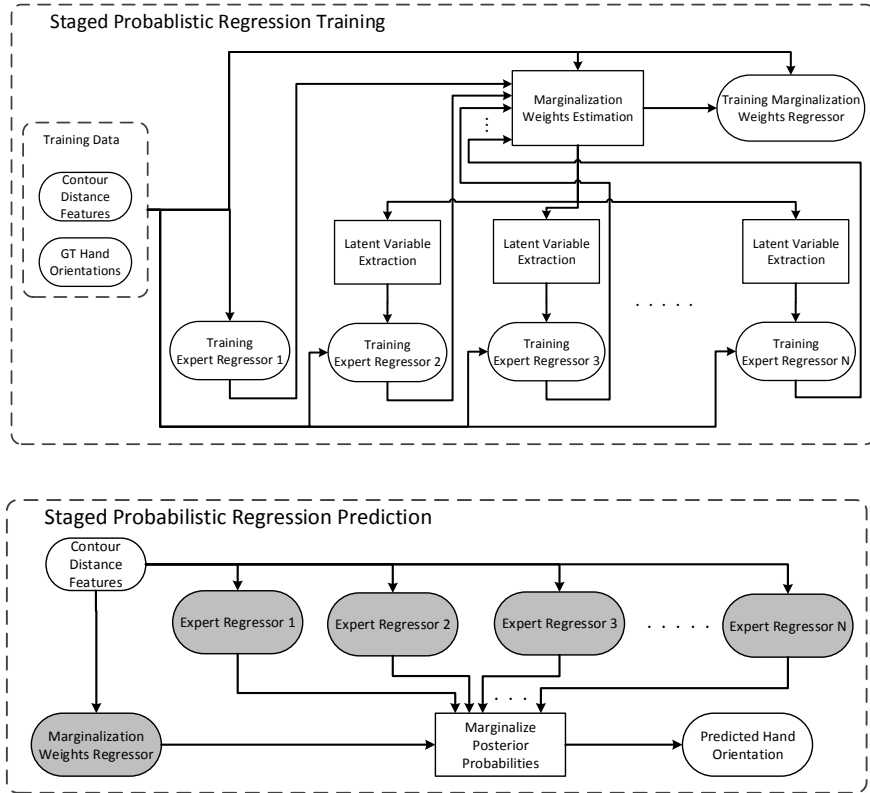 Staged Probablistic Regression Training
Training Data
Contour
Distance
Features
GT Hand
Orientations
Marginalization
Weights Estimation
Training Marginalization
Weights Regressor
Latent Variable
Extraction
Latent Variable
Extraction
Latent Variable
Extraction
Training
Expert Regressor 1
Training
Expert Regressor 2
Training
Expert Regressor 3
Training
Expert Regressor N
Staged Probabilistic Regression Prediction
Contour
Distance
Features
Expert Regressor 1
Expert Regressor 2
Expert Regressor 3
Expert Regressor N
Marginalization
Weights Regressor
Marginalize
Posterior
Probabilities
Predicted Hand
Orientation